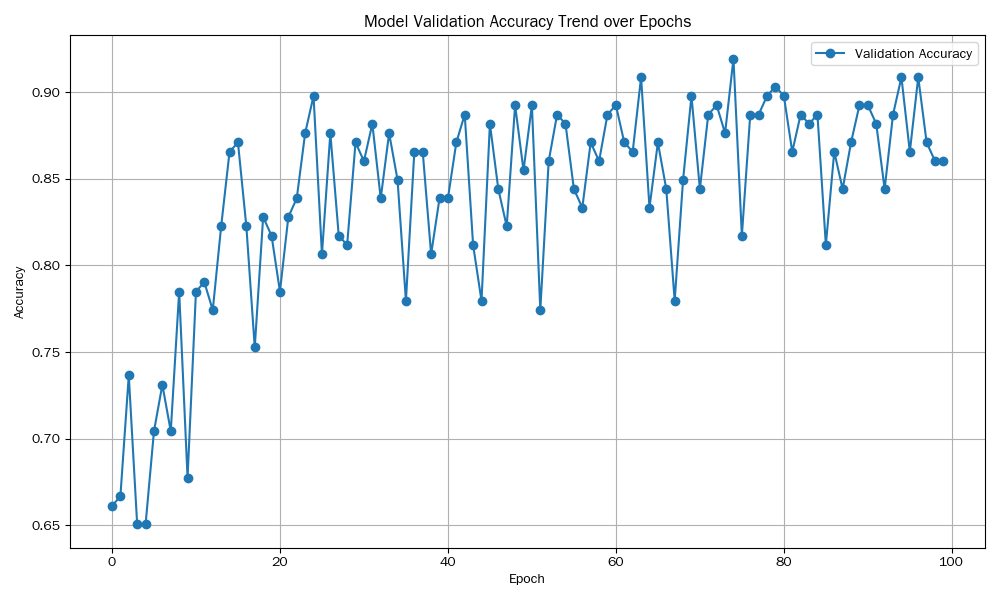 Model Validation Accuracy Trend over Epochs
Validation Accuracy
0.90
0.85
0.80
0.75
0.70
0.65
Accuracy
0 20 40 60 80 100
Epoch